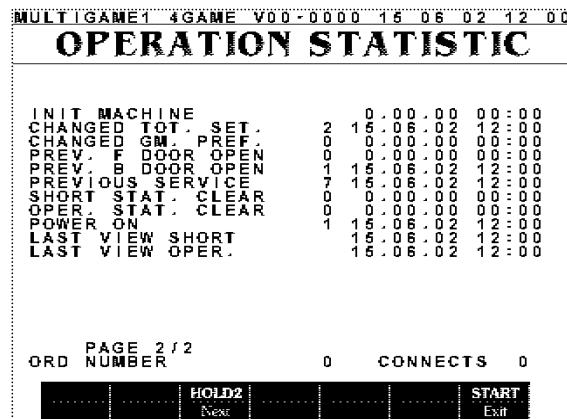 MULTIGAME1 4GAME V00-0000 15 06 02 12 00
OPERATION STATISTIC
INIT MACHINE 0.00.00 00:00
CHANGED TOT. SET. 2 15.06.02 12:00
CHANGED GM. PREF. 0 0.00.00 00:00
PREV. F DOOR OPEN 0 0.00.00 00:00
PREV. B DOOR OPEN 1 15.06.02 12:00
PREVIOUS SERVICE 7 15.06.02 12:00
SHORT STAT. CLEAR 0 0.00.00 00:00
OPER. STAT. CLEAR 0 0.00.00 00:00
POWER ON 1 15.06.02 12:00
LAST VIEW SHORT 15.06.02 12:00
LAST VIEW OPER. 15.06.02 12:00
PAGE 2/2
ORD NUMBER 0 CONNECTS 0
HOLD2 START
Next Exit